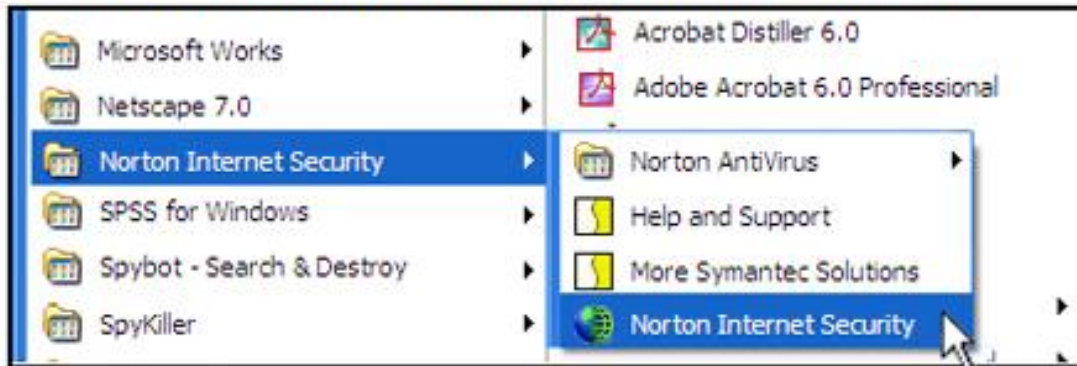 Microsoft Works
Netscape 7.0
Norton Internet Security
SPSS for Windows
Spybot - Search & Destroy
SpyKiller
Acrobat Distiller 6.0
Adobe Acrobat 6.0 Professional
Norton AntiVirus
Help and Support
More Symantec Solutions
Norton Internet Security